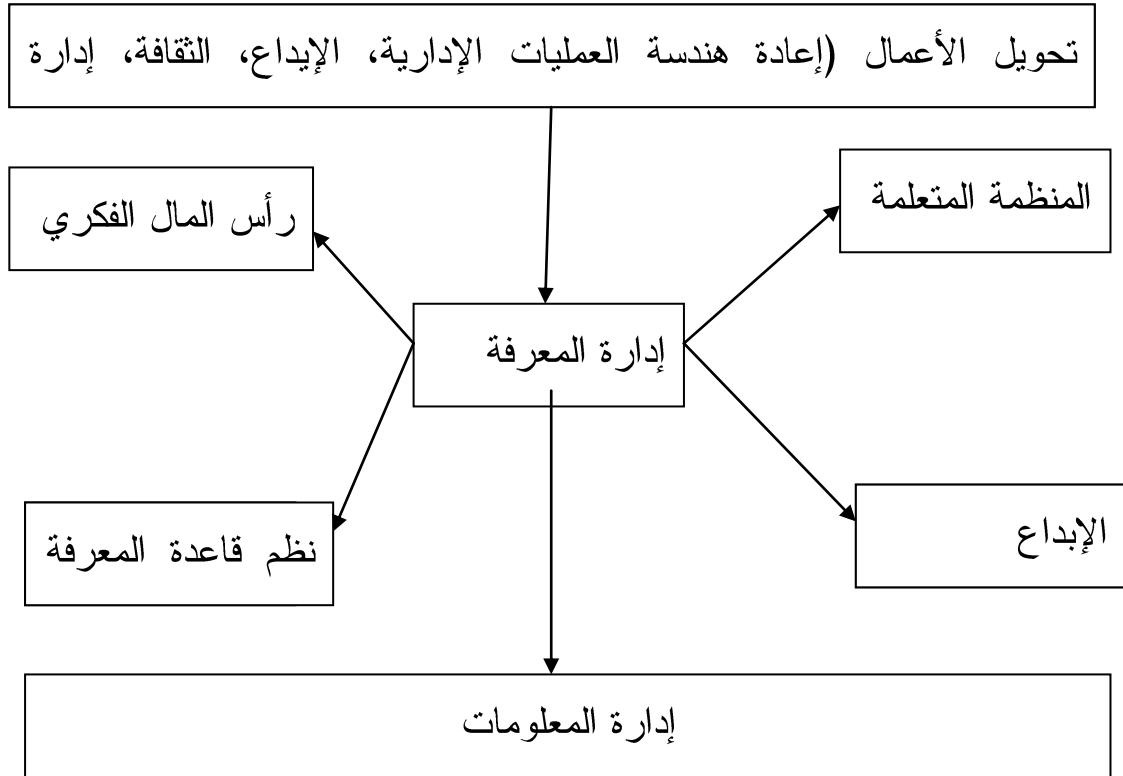 تحويل الأعمال (إعادة هندسة العمليات الإدارية، الإيداع، الثقافة، إدارة
المنظمة المتعلمة
رأس المال الفكري
إدارة المعرفة
الإبداع
نظم قاعدة المعرفة
إدارة المعلومات